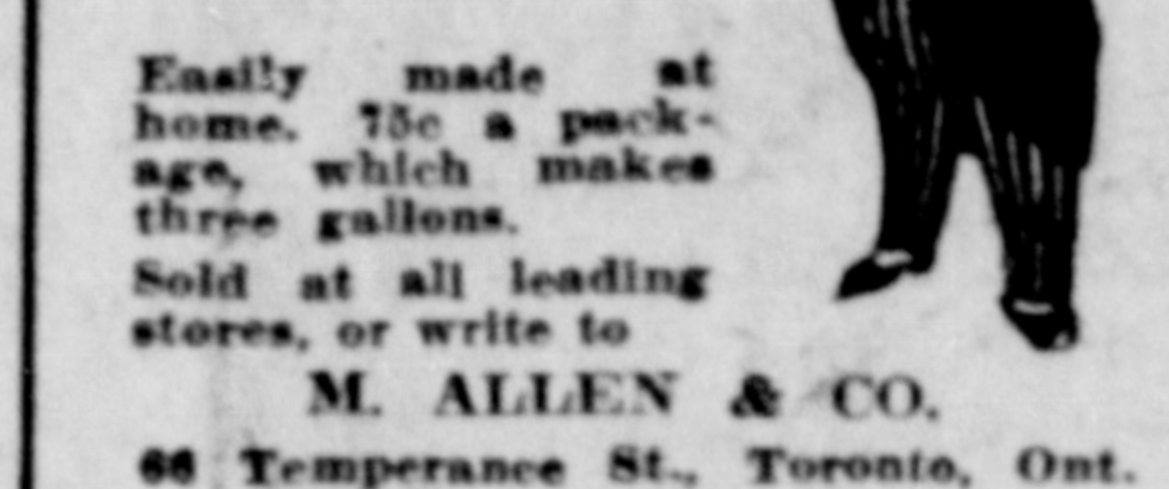 Easily made at
home. 75c a pack-
age, which makes
three gallons.
Sold at all leading
stores, or write to
M. ALLEN & CO.
66 Temperance St., Toronto, Ont.